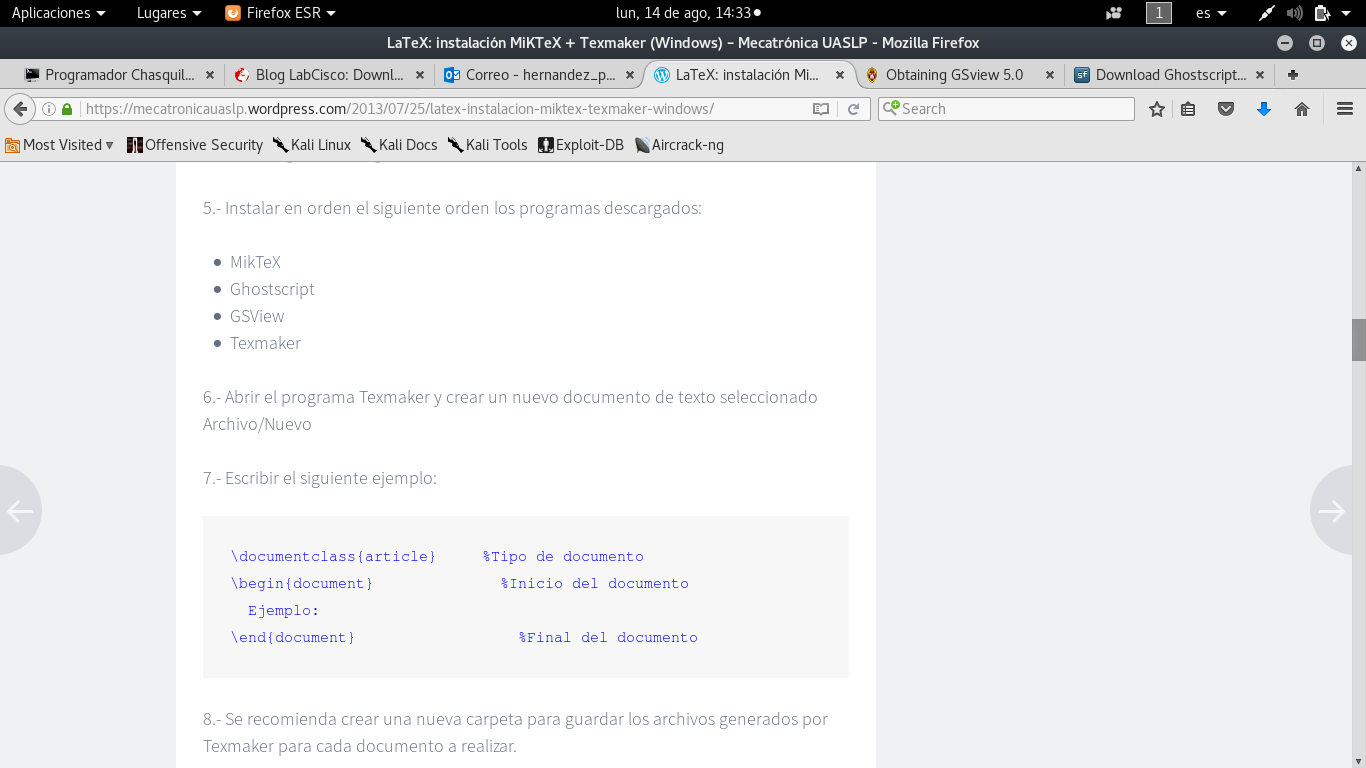 Aplicaciones Lugares Firefox ESR lun, 14 de ago, 14:33 1 es
LaTeX: instalación MiKTeX + Texmaker (Windows) – Mecatrónica UASLP - Mozilla Firefox
Programador Chasquil... Blog LabCisco: Downl... Correo - hernandez_p... LaTeX: instalación Mi... Obtaining GSview 5.0 Download Ghostscript...
https://mecatronicauaslp.wordpress.com/2013/07/25/latex-instalacion-miktex-texmaker-windows/ Search
Most Visited Offensive Security Kali Linux Kali Docs Kali Tools Exploit-DB Aircrack-ng
5.- Instalar en orden el siguiente orden los programas descargados:
MikTeX
Ghostscript
GSView
Texmaker
6.- Abrir el programa Texmaker y crear un nuevo documento de texto seleccionado
Archivo/Nuevo
7.- Escribir el siguiente ejemplo:
\documentclass{article} %Tipo de documento
\begin{document} %Inicio del documento
Ejemplo:
\end{document} %Final del documento
8.- Se recomienda crear una nueva carpeta para guardar los archivos generados por
Texmaker para cada documento a realizar.